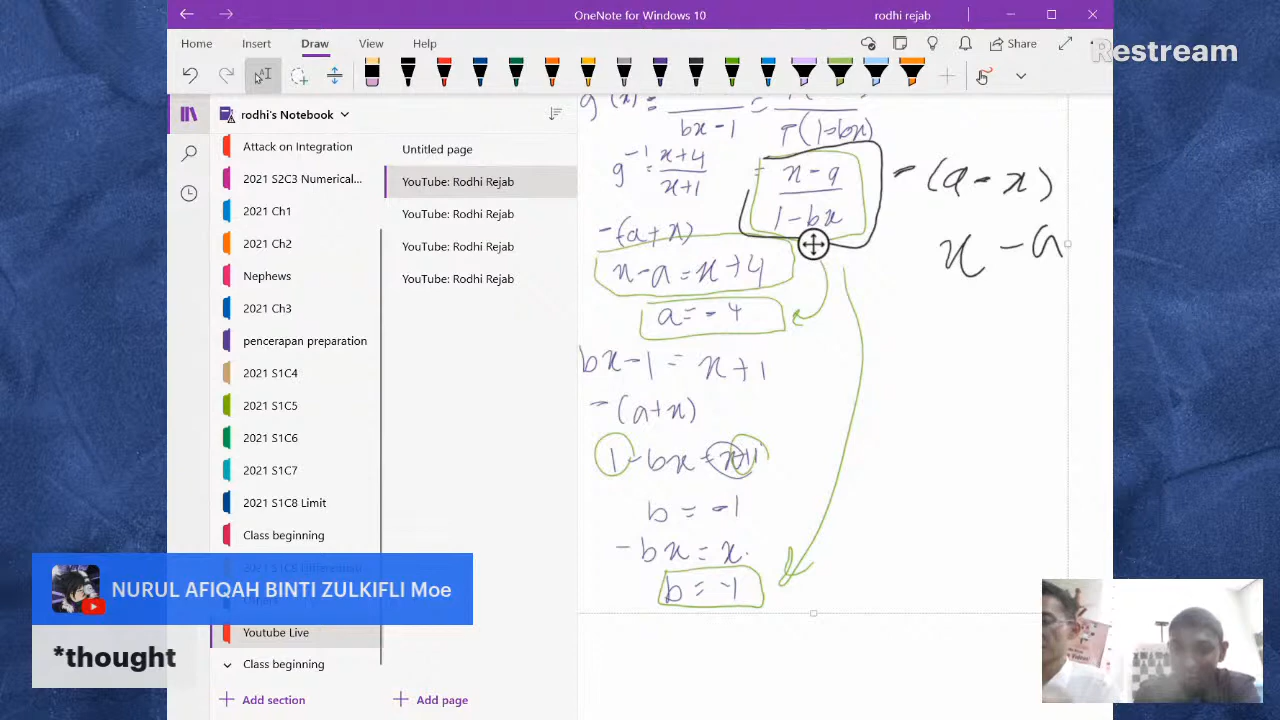 OneNote for Windows 10
rodhi rejab
Restream
Home Insert Draw View Help
Share
rodhi's Notebook
Attack on Integration
2021 S2C3 Numerical...
2021 Ch1
2021 Ch2
Nephews
2021 Ch3
pencerapan preparation
2021 S1C4
2021 S1C5
2021 S1C6
2021 S1C7
2021 S1C8 Limit
Class beginning
Youtube Live
Class beginning
Add section
Untitled page
YouTube: Rodhi Rejab
YouTube: Rodhi Rejab
YouTube: Rodhi Rejab
YouTube: Rodhi Rejab
Add page
bx-1
g⁻¹ = x+4 / x+1
= x-a / 1-bx
-(a+x)
x-a = x+4
a = -4
bx-1 = x+1
-(a+x)
1-bx = x+1
b = -1
-bx = x.
b = -1
-(a-x)
x-a
NURUL AFIQAH BINTI ZULKIFLI Moe
*thought